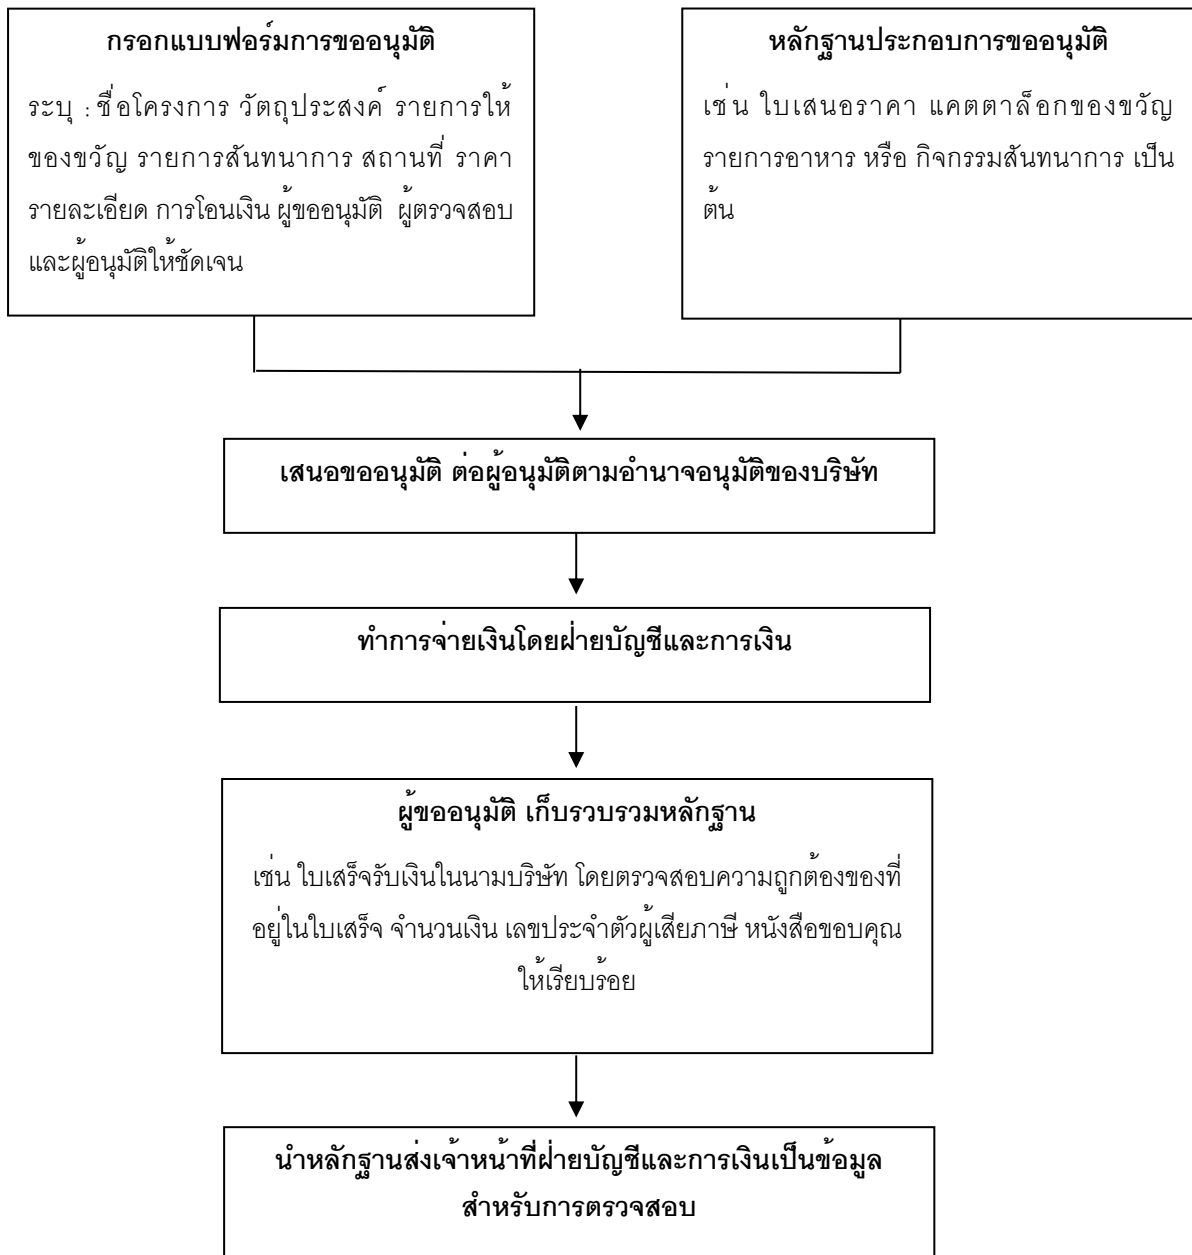 กรอกแบบฟอร์มการขออนุมัติ
ระบุ : ชื่อโครงการ วัตถุประสงค์ รายการให้
ของขวัญ รายการสันทนาการ สถานที่ ราคา
รายละเอียด การโอนเงิน ผู้ขออนุมัติ ผู้ตรวจสอบ
และผู้อนุมัติให้ชัดเจน
หลักฐานประกอบการขออนุมัติ
เช่น ใบเสนอราคา แคตตาล็อกของขวัญ
รายการอาหาร หรือ กิจกรรมสันทนาการ เป็น
ต้น
เสนอขออนุมัติ ต่อผู้อนุมัติตามอำนาจอนุมัติของบริษัท
ทำการจ่ายเงินโดยฝ่ายบัญชีและการเงิน
ผู้ขออนุมัติ เก็บรวบรวมหลักฐาน
เช่น ใบเสร็จรับเงินในนามบริษัท โดยตรวจสอบความถูกต้องของที่
อยู่ในใบเสร็จ จำนวนเงิน เลขประจำตัวผู้เสียภาษี หนังสือขอบคุณ
ให้เรียบร้อย
นำหลักฐานส่งเจ้าหน้าที่ฝ่ายบัญชีและการเงินเป็นข้อมูล
สำหรับการตรวจสอบ